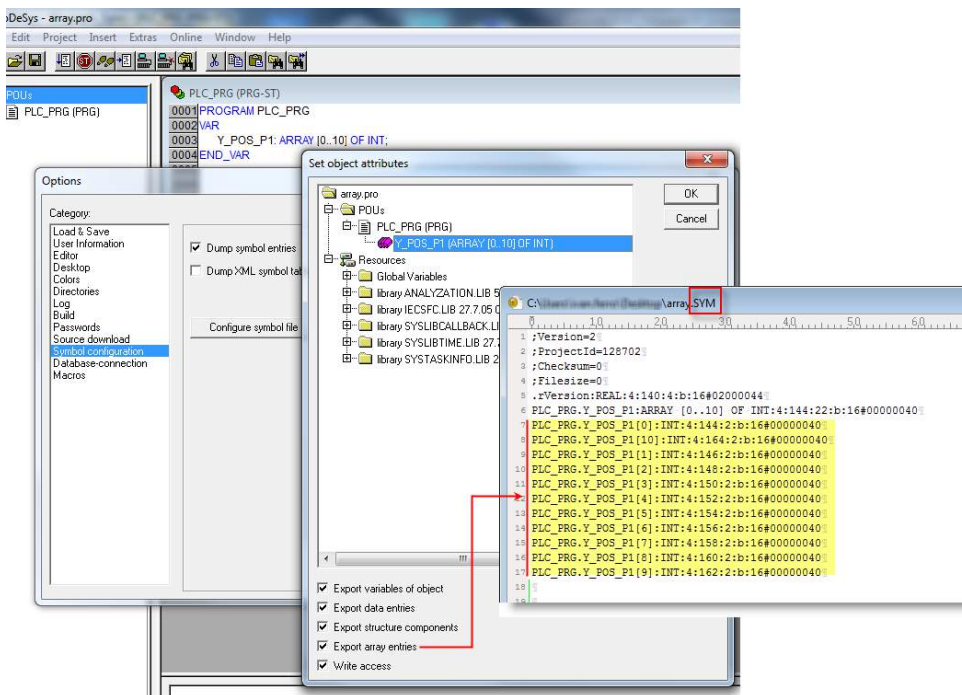 oDeSys - array.pro
Edit Project Insert Extras Online Window Help
POUs
PLC_PRG (PRG)
PLC_PRG (PRG-ST)
0001 PROGRAM PLC_PRG
0002 VAR
0003 Y_POS_P1: ARRAY [0..10] OF INT;
0004 END_VAR
Options
Category:
Load & Save
User Information
Editor
Desktop
Colors
Directories
Log
Build
Passwords
Source download
Symbol configuration
Database-connection
Macros
Dump symbol entries
Dump XML symbol tab
Configure symbol file
Set object attributes
array.pro
POUs
PLC_PRG (PRG)
Y_POS_P1 (ARRAY [0..10] OF INT)
Resources
Global Variables
library ANALYZATION.LIB 5
library IECSFC.LIB 27.7.05 0
library SYSLIBCALLBACK.LI
library SYSLIBTIME.LIB 27.7
library SYSTASKINFO.LIB 2
OK
Cancel
Export variables of object
Export data entries
Export structure components
Export array entries
Write access
C:\ \array.SYM
0 10 20 30 40 50 60
1 ;Version=2
2 ;ProjectId=128702
3 ;Checksum=0
4 ;Filesize=0
5 .rVersion:REAL:4:140:4:b:16#02000044
6 PLC_PRG.Y_POS_P1:ARRAY [0..10] OF INT:4:144:22:b:16#00000040
7 PLC_PRG.Y_POS_P1[0]:INT:4:144:2:b:16#00000040
8 PLC_PRG.Y_POS_P1[10]:INT:4:164:2:b:16#00000040
9 PLC_PRG.Y_POS_P1[1]:INT:4:146:2:b:16#00000040
10 PLC_PRG.Y_POS_P1[2]:INT:4:148:2:b:16#00000040
11 PLC_PRG.Y_POS_P1[3]:INT:4:150:2:b:16#00000040
12 PLC_PRG.Y_POS_P1[4]:INT:4:152:2:b:16#00000040
13 PLC_PRG.Y_POS_P1[5]:INT:4:154:2:b:16#00000040
14 PLC_PRG.Y_POS_P1[6]:INT:4:156:2:b:16#00000040
15 PLC_PRG.Y_POS_P1[7]:INT:4:158:2:b:16#00000040
16 PLC_PRG.Y_POS_P1[8]:INT:4:160:2:b:16#00000040
17 PLC_PRG.Y_POS_P1[9]:INT:4:162:2:b:16#00000040
18